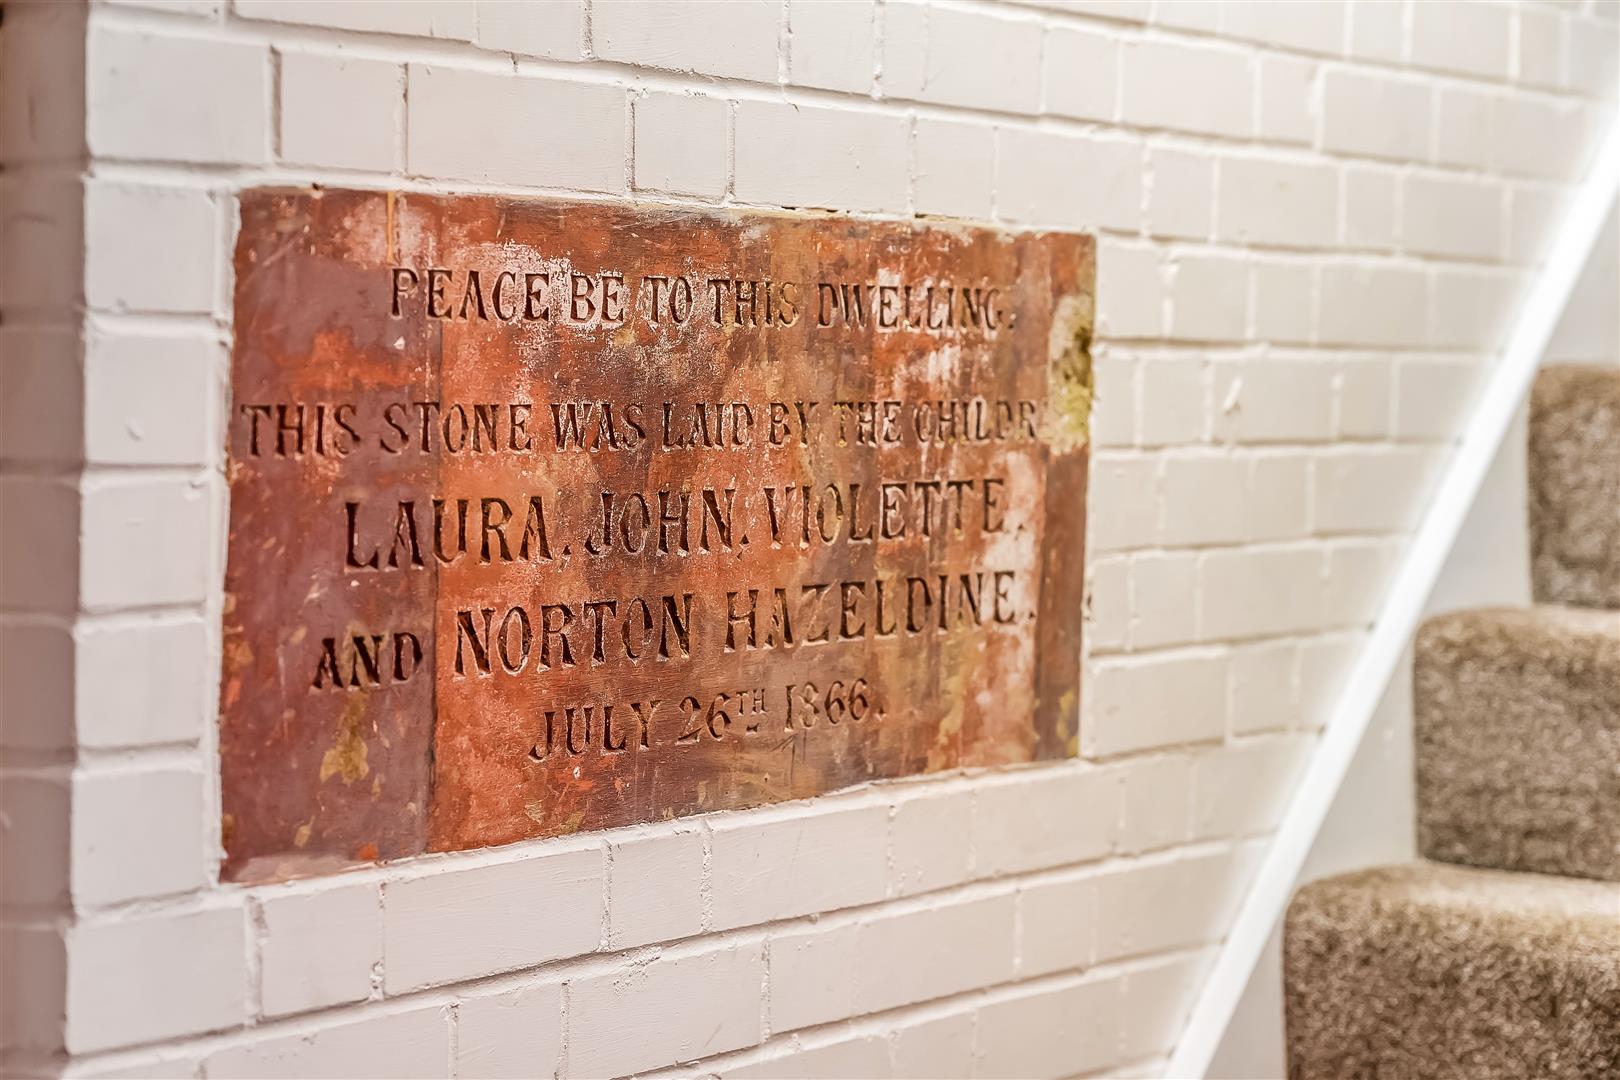 PEACE BE TO THIS DWELLING.
THIS STONE WAS LAID BY THE CHILDR
LAURA. JOHN. VIOLETTE.
AND NORTON HAZELDINE.
JULY 26TH 1866.